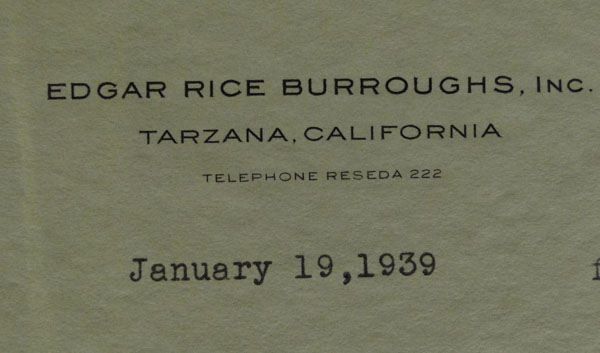 EDGAR RICE BURROUGHS, INC.
TARZANA, CALIFORNIA
TELEPHONE RESEDA 222
January 19,1939